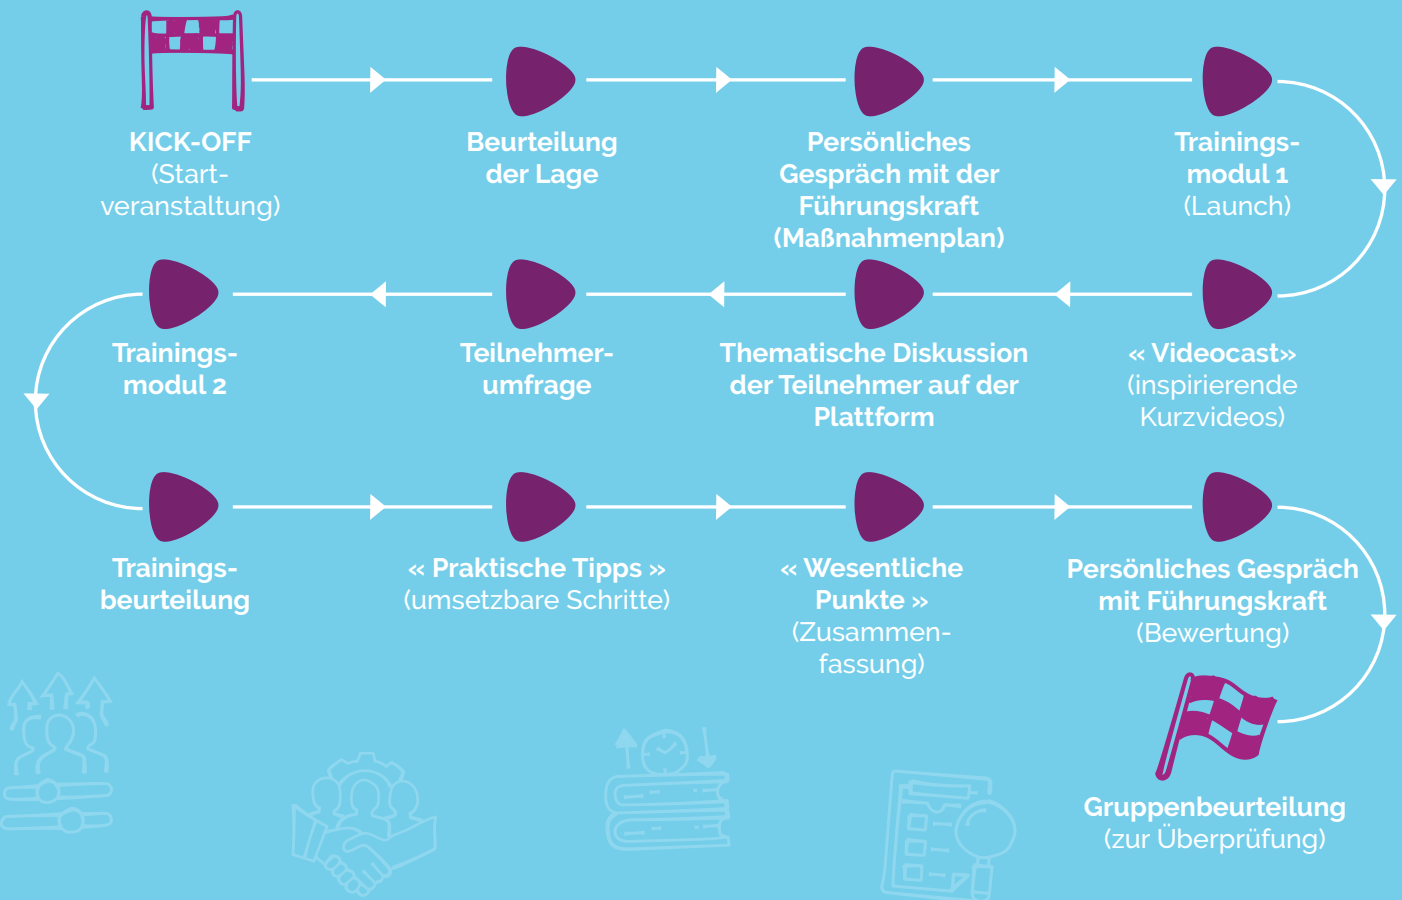 KICK-OFF
(Start-
veranstaltung)
Beurteilung
der Lage
Persönliches
Gespräch mit der
Führungskraft
(Maßnahmenplan)
Trainings-
modul 1
(Launch)
« Videocast»
(inspirierende
Kurzvideos)
Thematische Diskussion
der Teilnehmer auf der
Plattform
Teilnehmer-
umfrage
Trainings-
modul 2
Trainings-
beurteilung
« Praktische Tipps »
(umsetzbare Schritte)
« Wesentliche
Punkte »
(Zusammen-
fassung)
Persönliches Gespräch
mit Führungskraft
(Bewertung)
Gruppenbeurteilung
(zur Überprüfung)